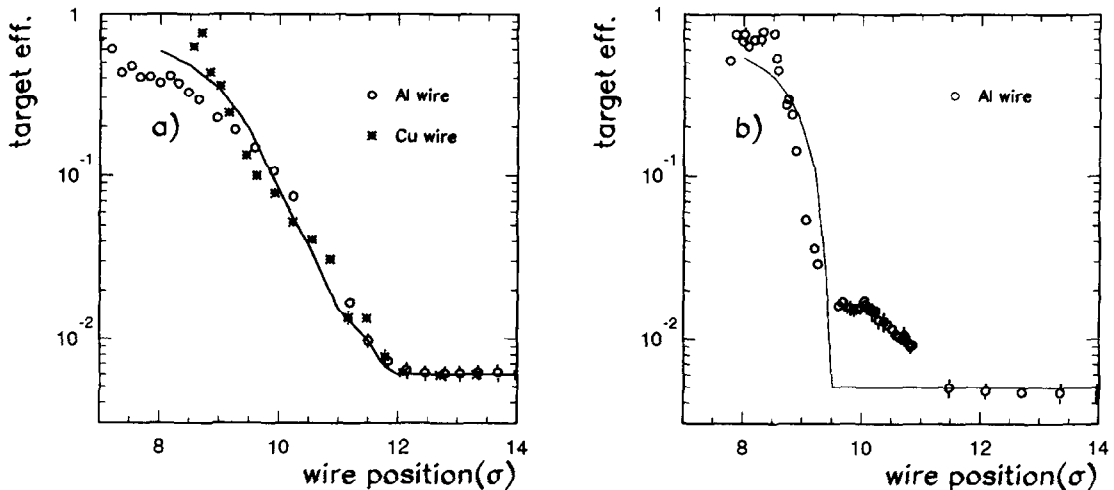 target eff.
1
10⁻¹
10⁻²
a)
Al wire
Cu wire
8
10
12
14
wire position(σ)
target eff.
1
10⁻¹
10⁻²
b)
Al wire
8
10
12
14
wire position(σ)